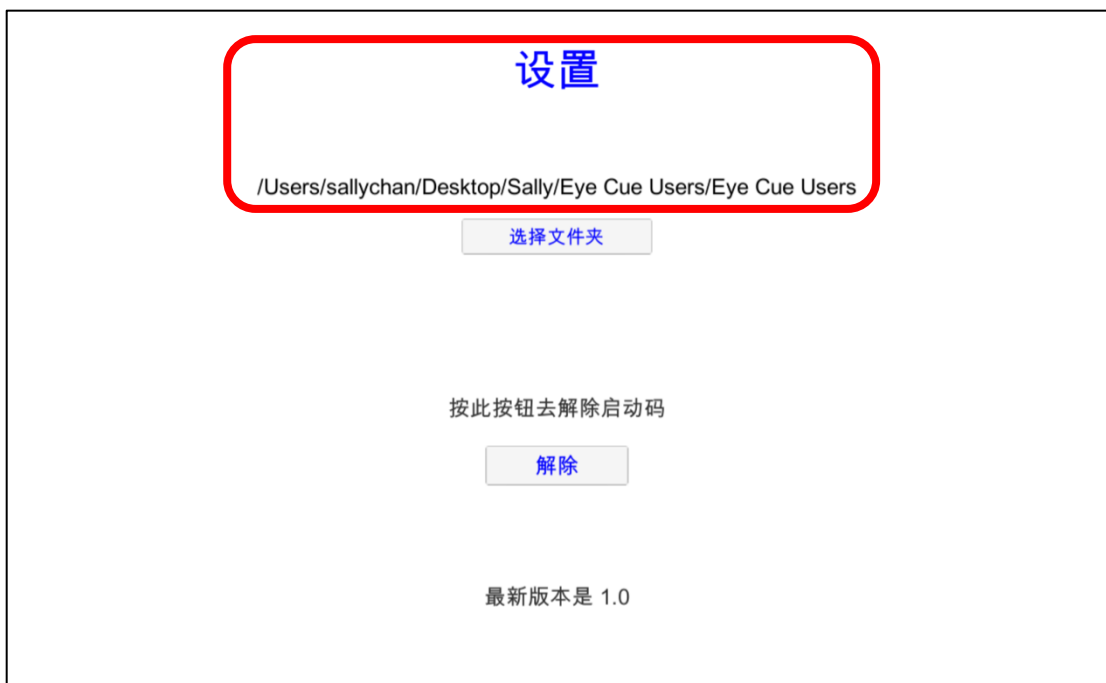 设置
/Users/sallychan/Desktop/Sally/Eye Cue Users/Eye Cue Users
选择文件夹
按此按钮去解除启动码
解除
最新版本是 1.0